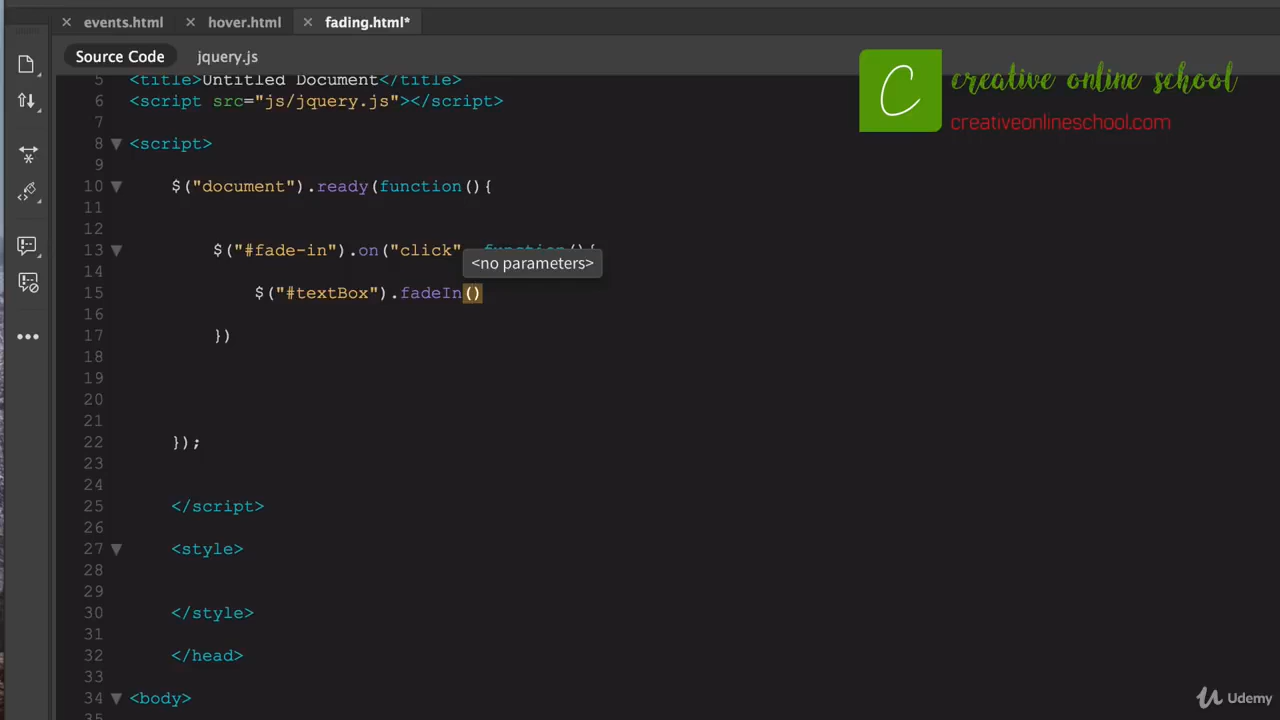 events.html hover.html fading.html*
Source Code jquery.js
creative online school
creativeonlineschool.com
5 <title>Untitled Document</title>
6 <script src="js/jquery.js"></script>
7
8 <script>
9
10 $("document").ready(function(){
11
12
13 $("#fade-in").on("click", function(){
<no parameters>
14
15 $("#textBox").fadeIn()
16
17 })
18
19
20
21
22 });
23
24
25 </script>
26
27 <style>
28
29
30 </style>
31
32 </head>
33
34 <body>
35
Udemy